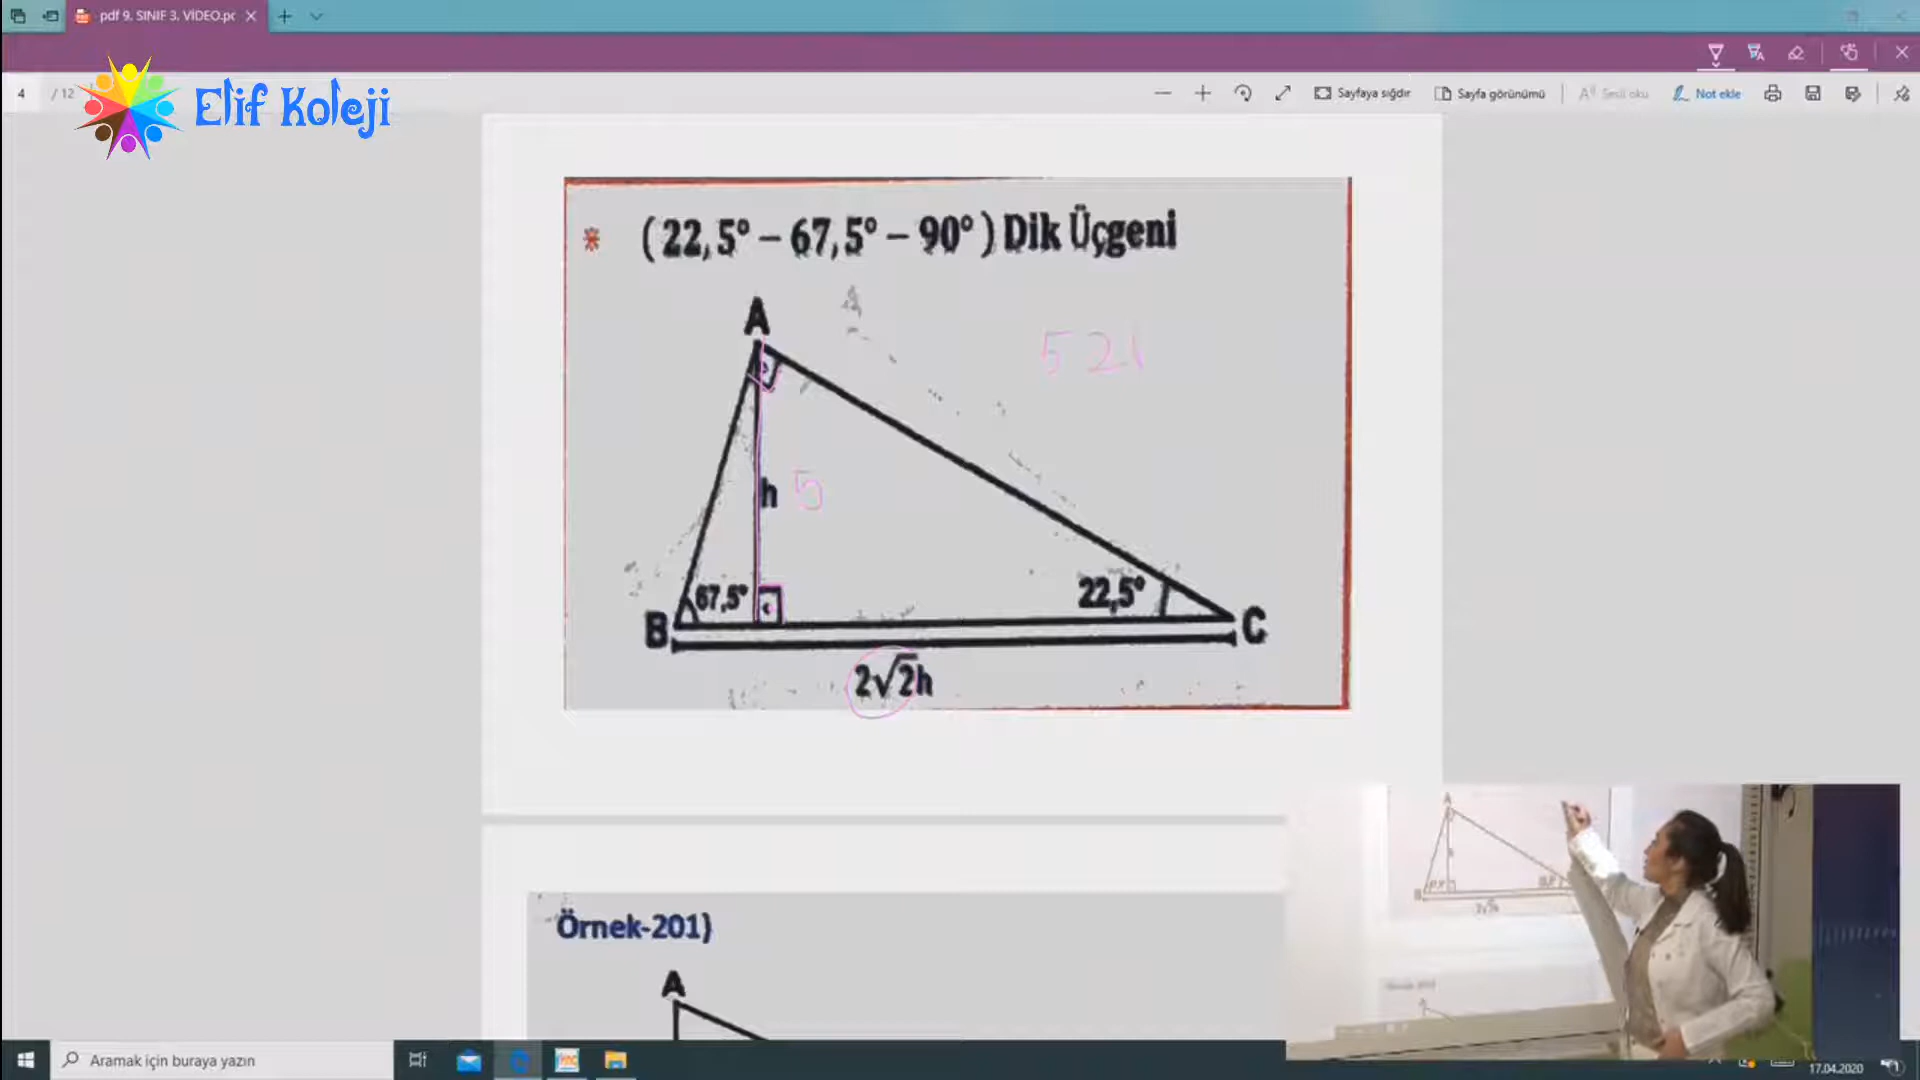 pdf 9. SINIF 3. VİDEO.pc
4 / 12
Elif Koleji
Sayfaya sığdır
Sayfa görünümü
Sesli oku
Not ekle
(22,5° – 67,5° – 90°) Dik Üçgeni
A
5 2
h 5
67,5°
22,5°
B
C
2√2h
Örnek-201)
A
Aramak için buraya yazın
17.04.2020